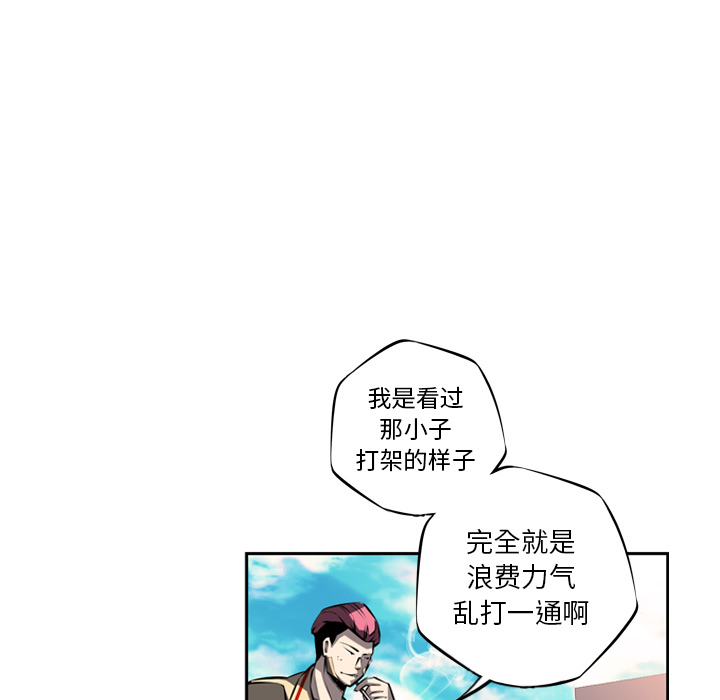 我是看过
那小子
打架的样子
完全就是
浪费力气
乱打一通啊